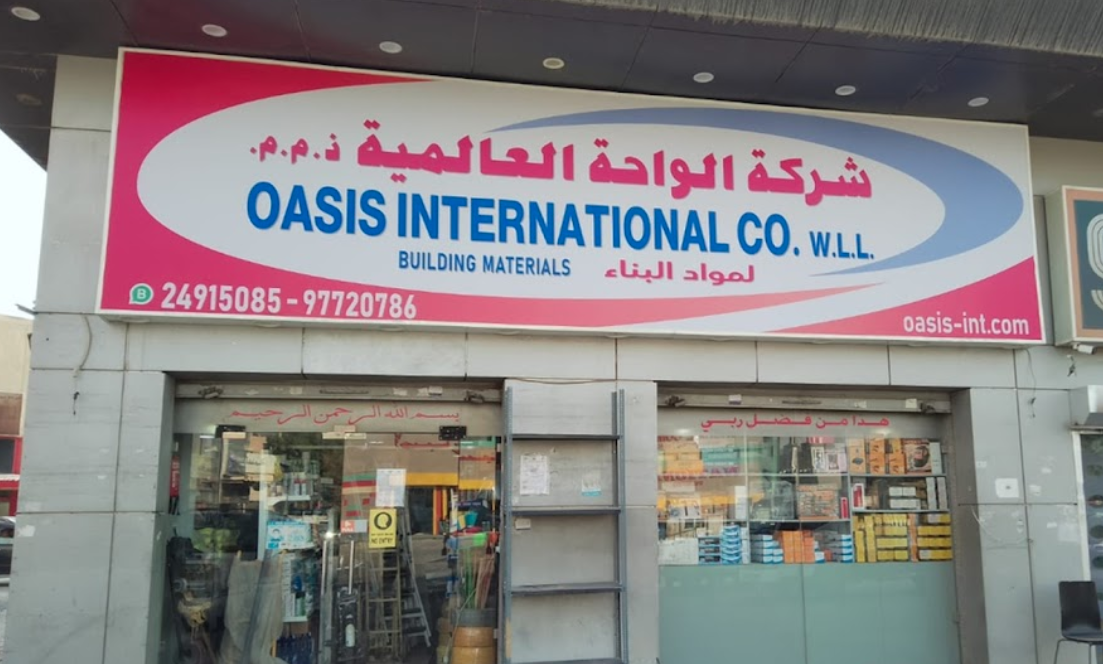 شركة الواحة العالمية ذ.م.م.
OASIS INTERNATIONAL CO. W.L.L.
BUILDING MATERIALS لمواد البناء
24915085 - 97720786
oasis-int.com
بسم الله الرحمن الرحيم
هذا من فضل ربي